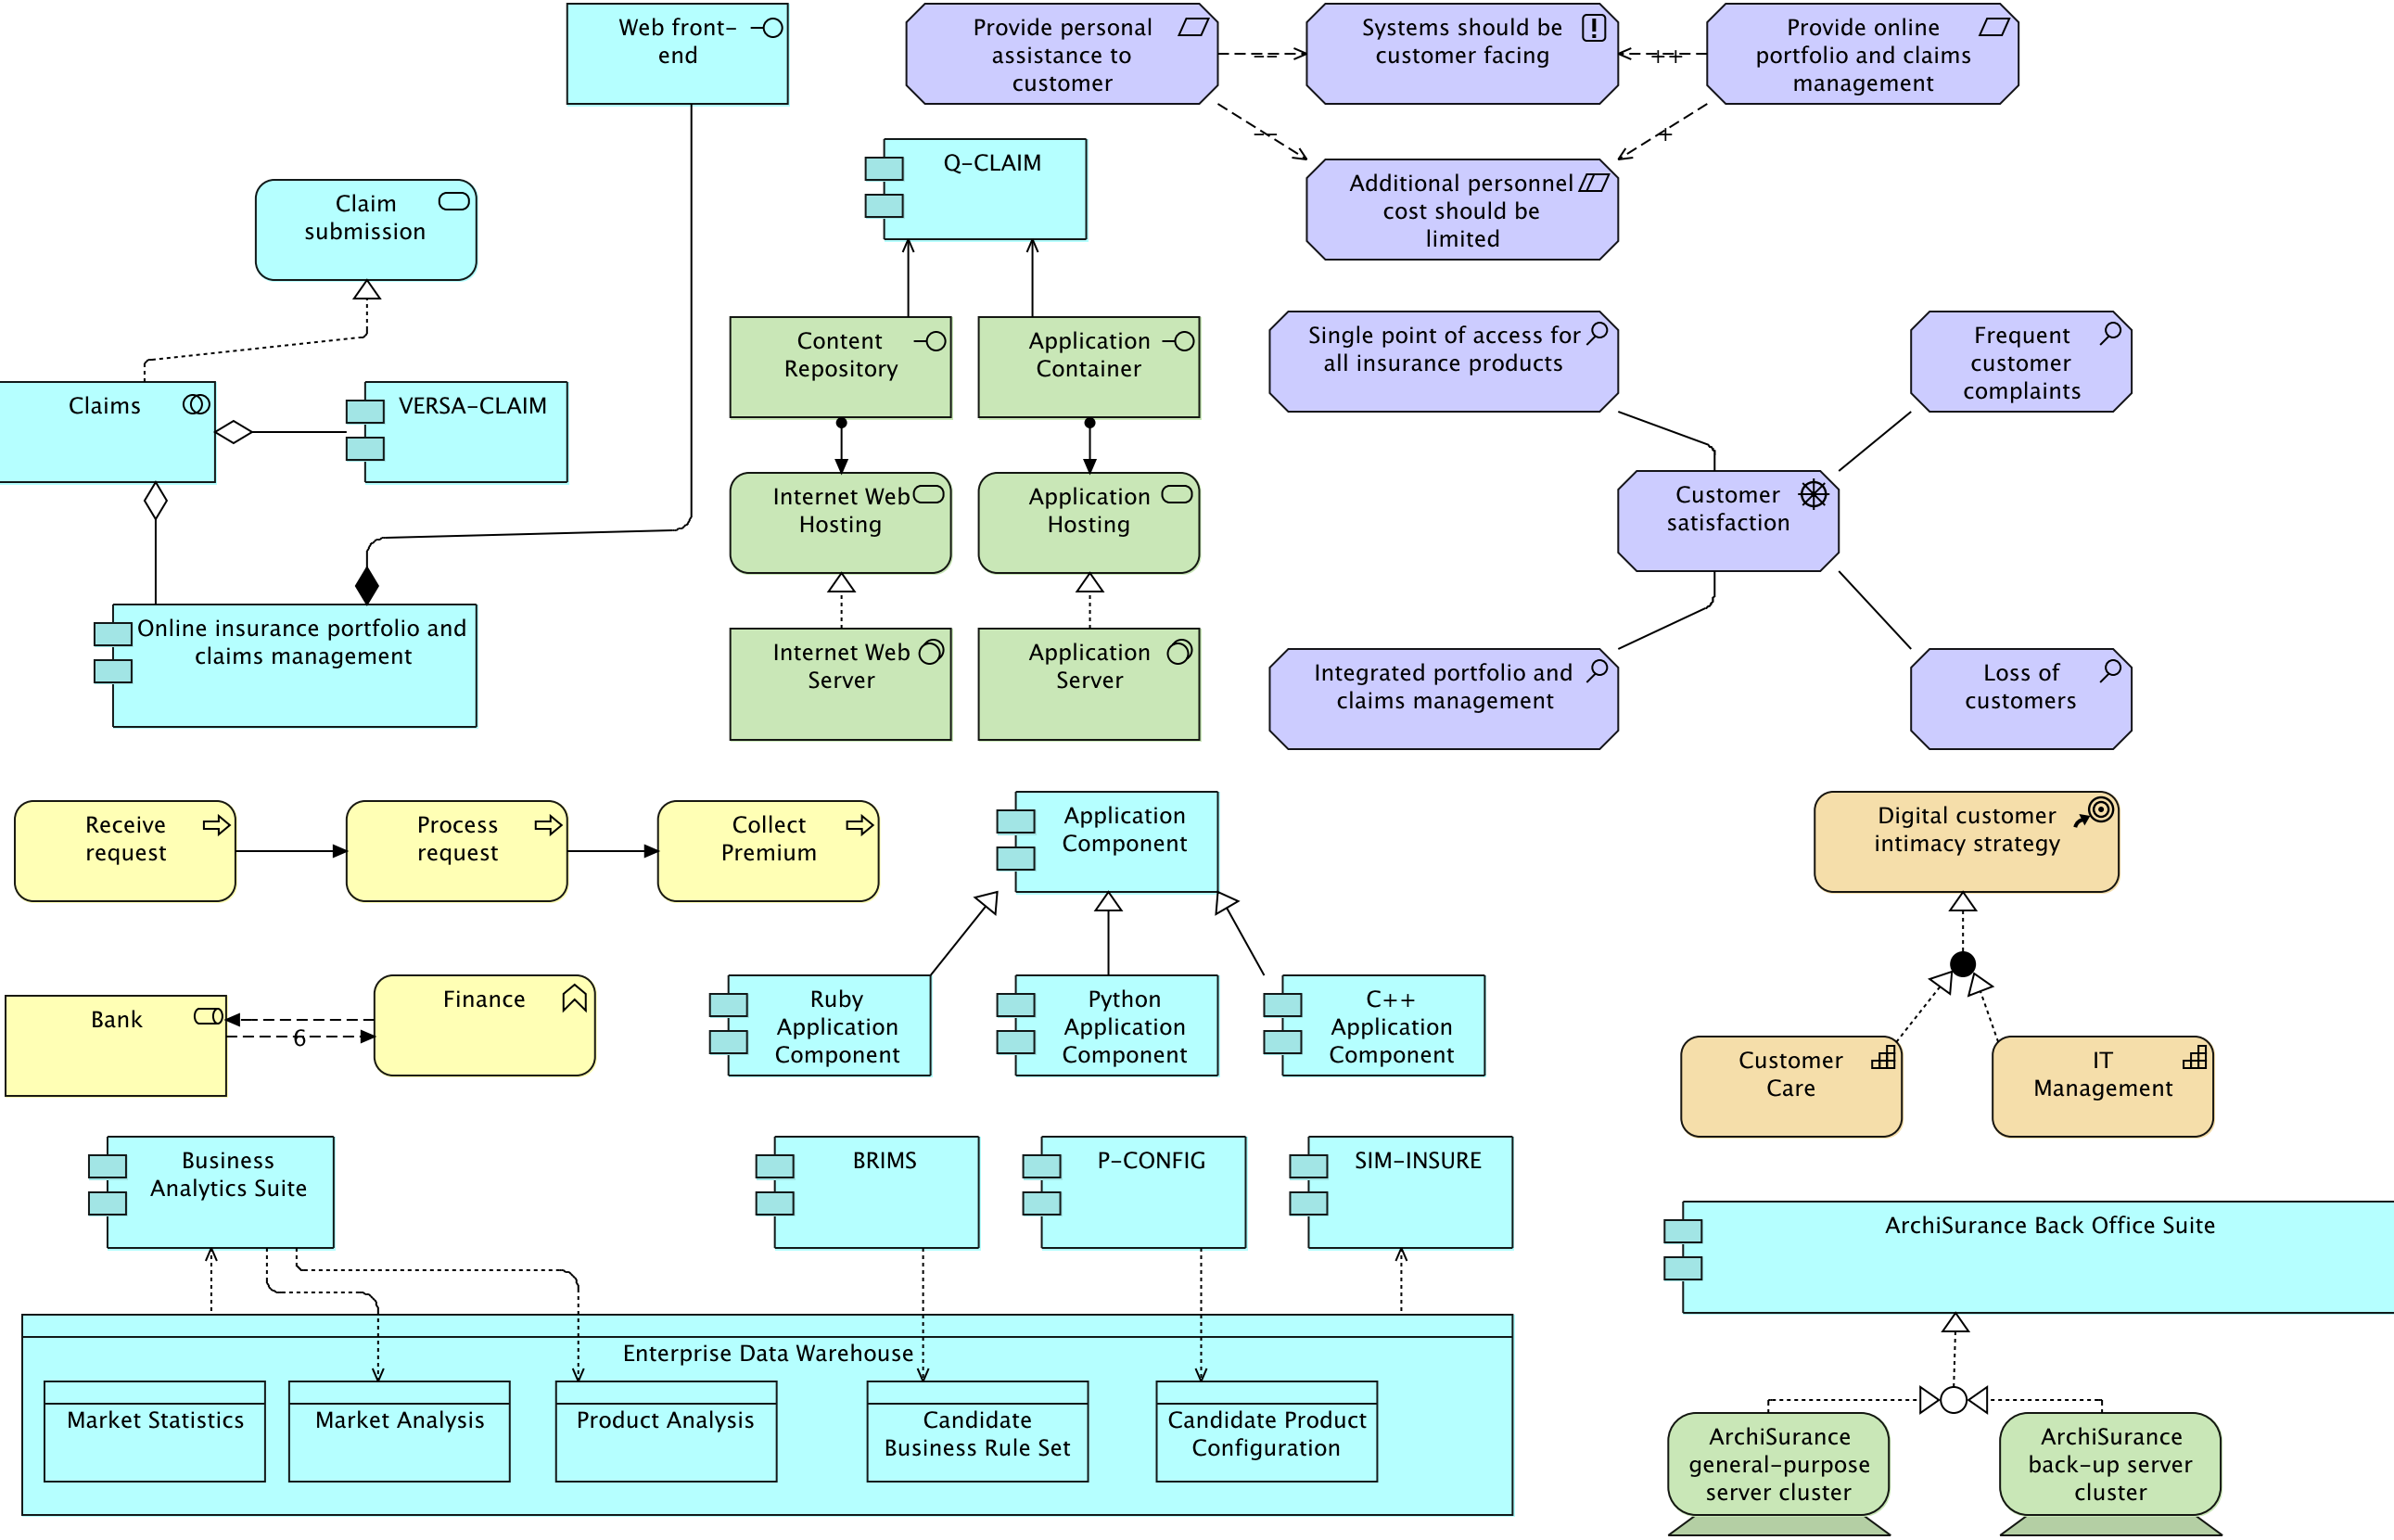 Web front-
end
Provide personal
assistance to
customer
--
Systems should be
customer facing
++
Provide online
portfolio and claims
management
--
+
Additional personnel
cost should be
limited
Q-CLAIM
Claim
submission
Content
Repository
Application
Container
Single point of access for
all insurance products
Frequent
customer
complaints
Claims
VERSA-CLAIM
Internet Web
Hosting
Application
Hosting
Customer
satisfaction
Online insurance portfolio and
claims management
Internet Web
Server
Application
Server
Integrated portfolio and
claims management
Loss of
customers
Receive
request
Process
request
Collect
Premium
Application
Component
Digital customer
intimacy strategy
Bank
6
Finance
Ruby
Application
Component
Python
Application
Component
C++
Application
Component
Customer
Care
IT
Management
Business
Analytics Suite
BRIMS
P-CONFIG
SIM-INSURE
ArchiSurance Back Office Suite
Enterprise Data Warehouse
Market Statistics
Market Analysis
Product Analysis
Candidate
Business Rule Set
Candidate Product
Configuration
ArchiSurance
general-purpose
server cluster
ArchiSurance
back-up server
cluster